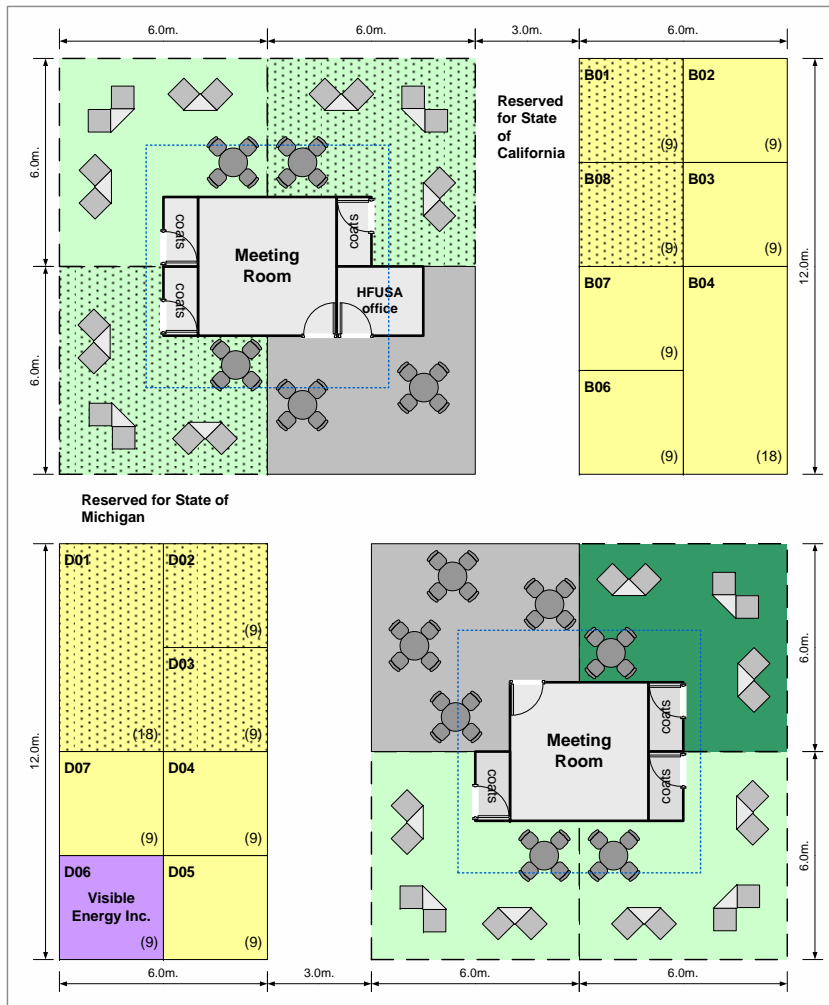 6.0m.
6.0m.
3.0m.
6.0m.
6.0m.
6.0m.
12.0m.
Reserved
for State
of
California
B01
(9)
B02
(9)
B08
(9)
B03
(9)
B07
(9)
B04
(18)
B06
(9)
coats
Meeting
Room
coats
coats
HFUSA
office
Reserved for State of
Michigan
12.0m.
D01
(18)
D02
(9)
D03
(9)
D07
(9)
D04
(9)
D06
Visible
Energy Inc.
(9)
D05
(9)
Meeting
Room
coats
coats
coats
6.0m.
6.0m.
6.0m.
3.0m.
6.0m.
6.0m.